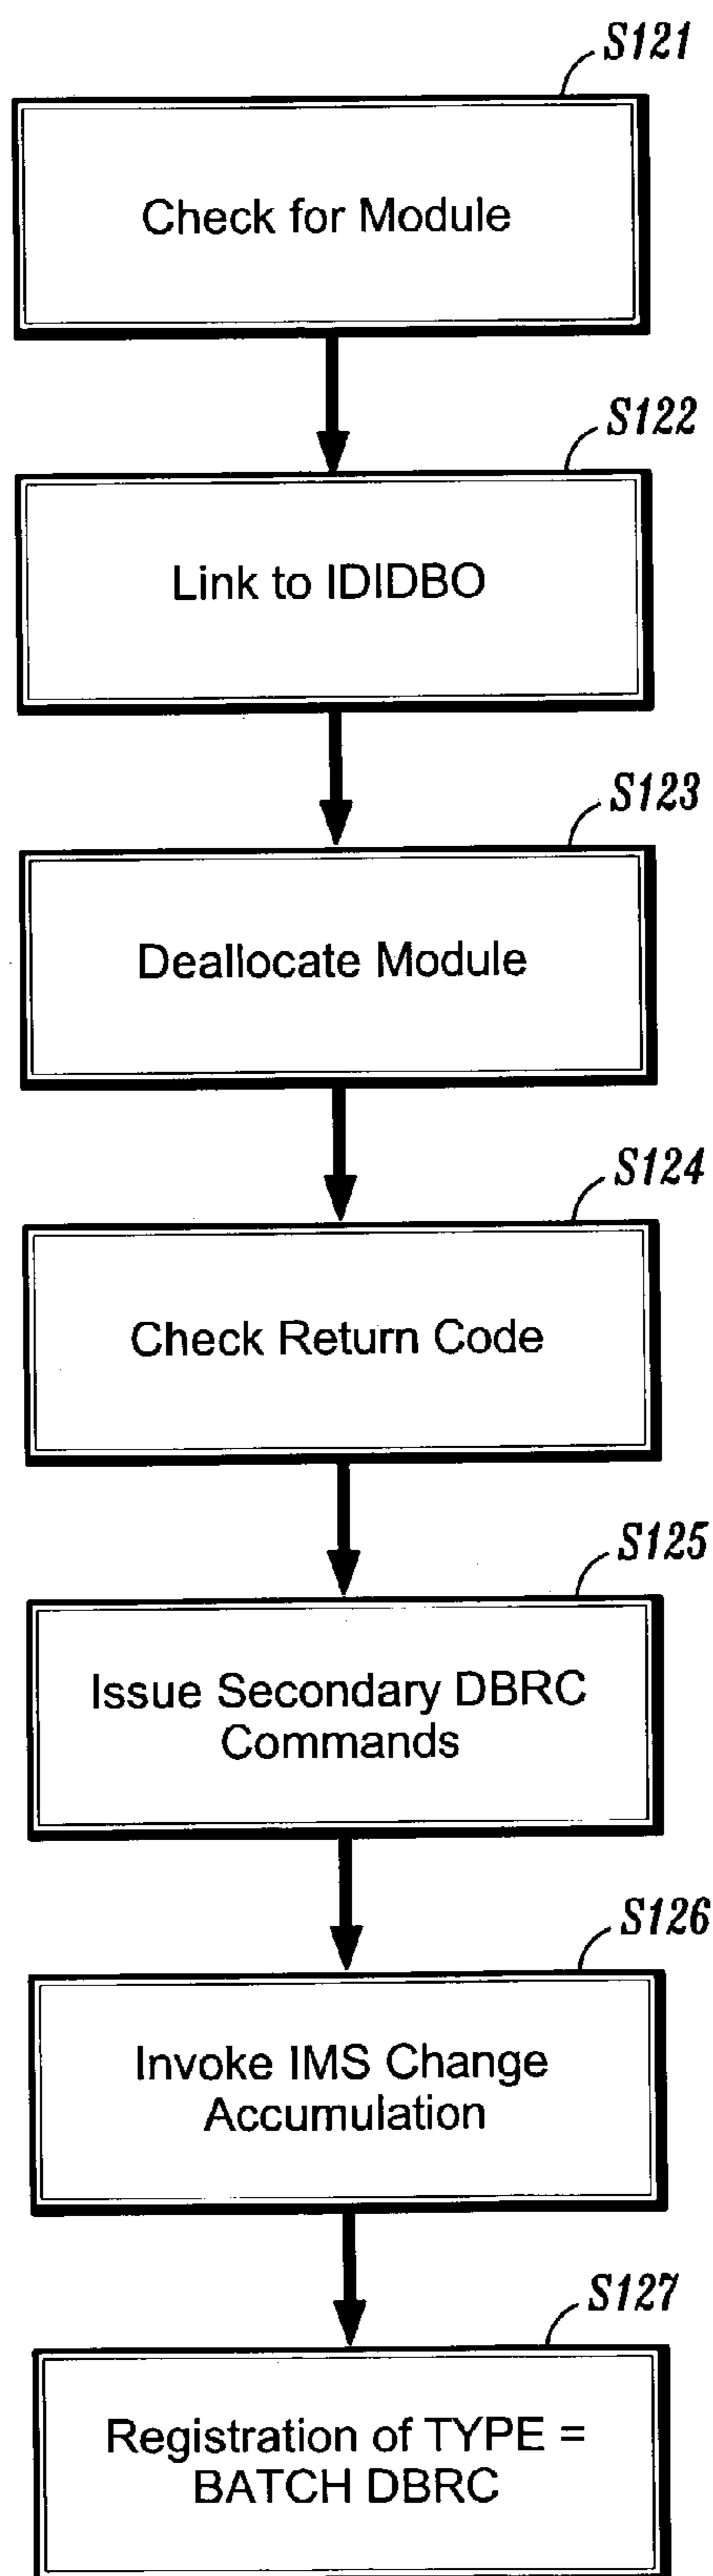 S121
Check for Module
S122
Link to IDIDBO
S123
Deallocate Module
S124
Check Return Code
S125
Issue Secondary DBRC
Commands
S126
Invoke IMS Change
Accumulation
S127
Registration of TYPE =
BATCH DBRC